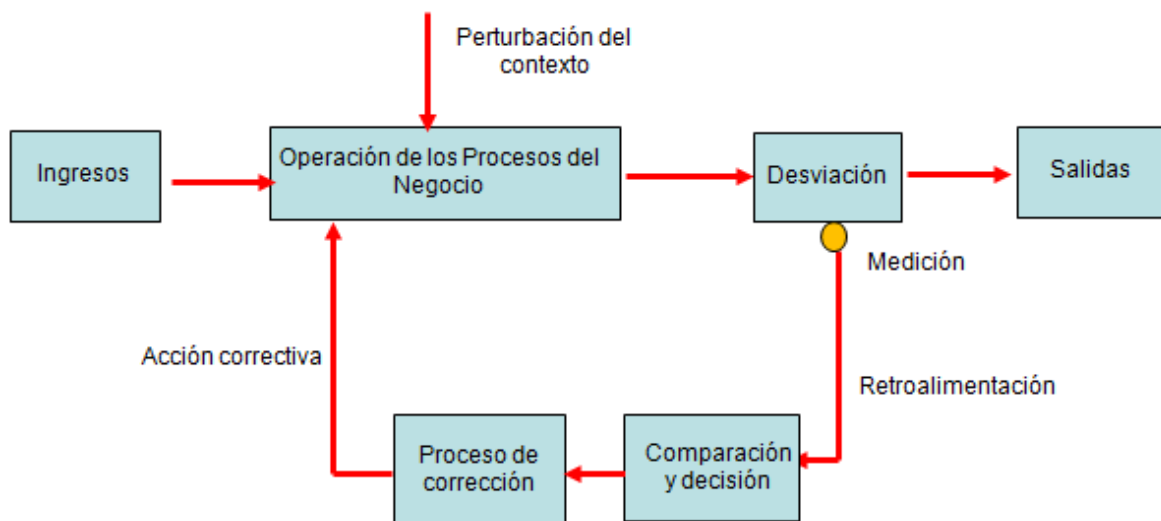 Perturbación del
contexto
Ingresos
Operación de los Procesos del
Negocio
Desviación
Salidas
Medición
Acción correctiva
Retroalimentación
Proceso de
corrección
Comparación
y decisión